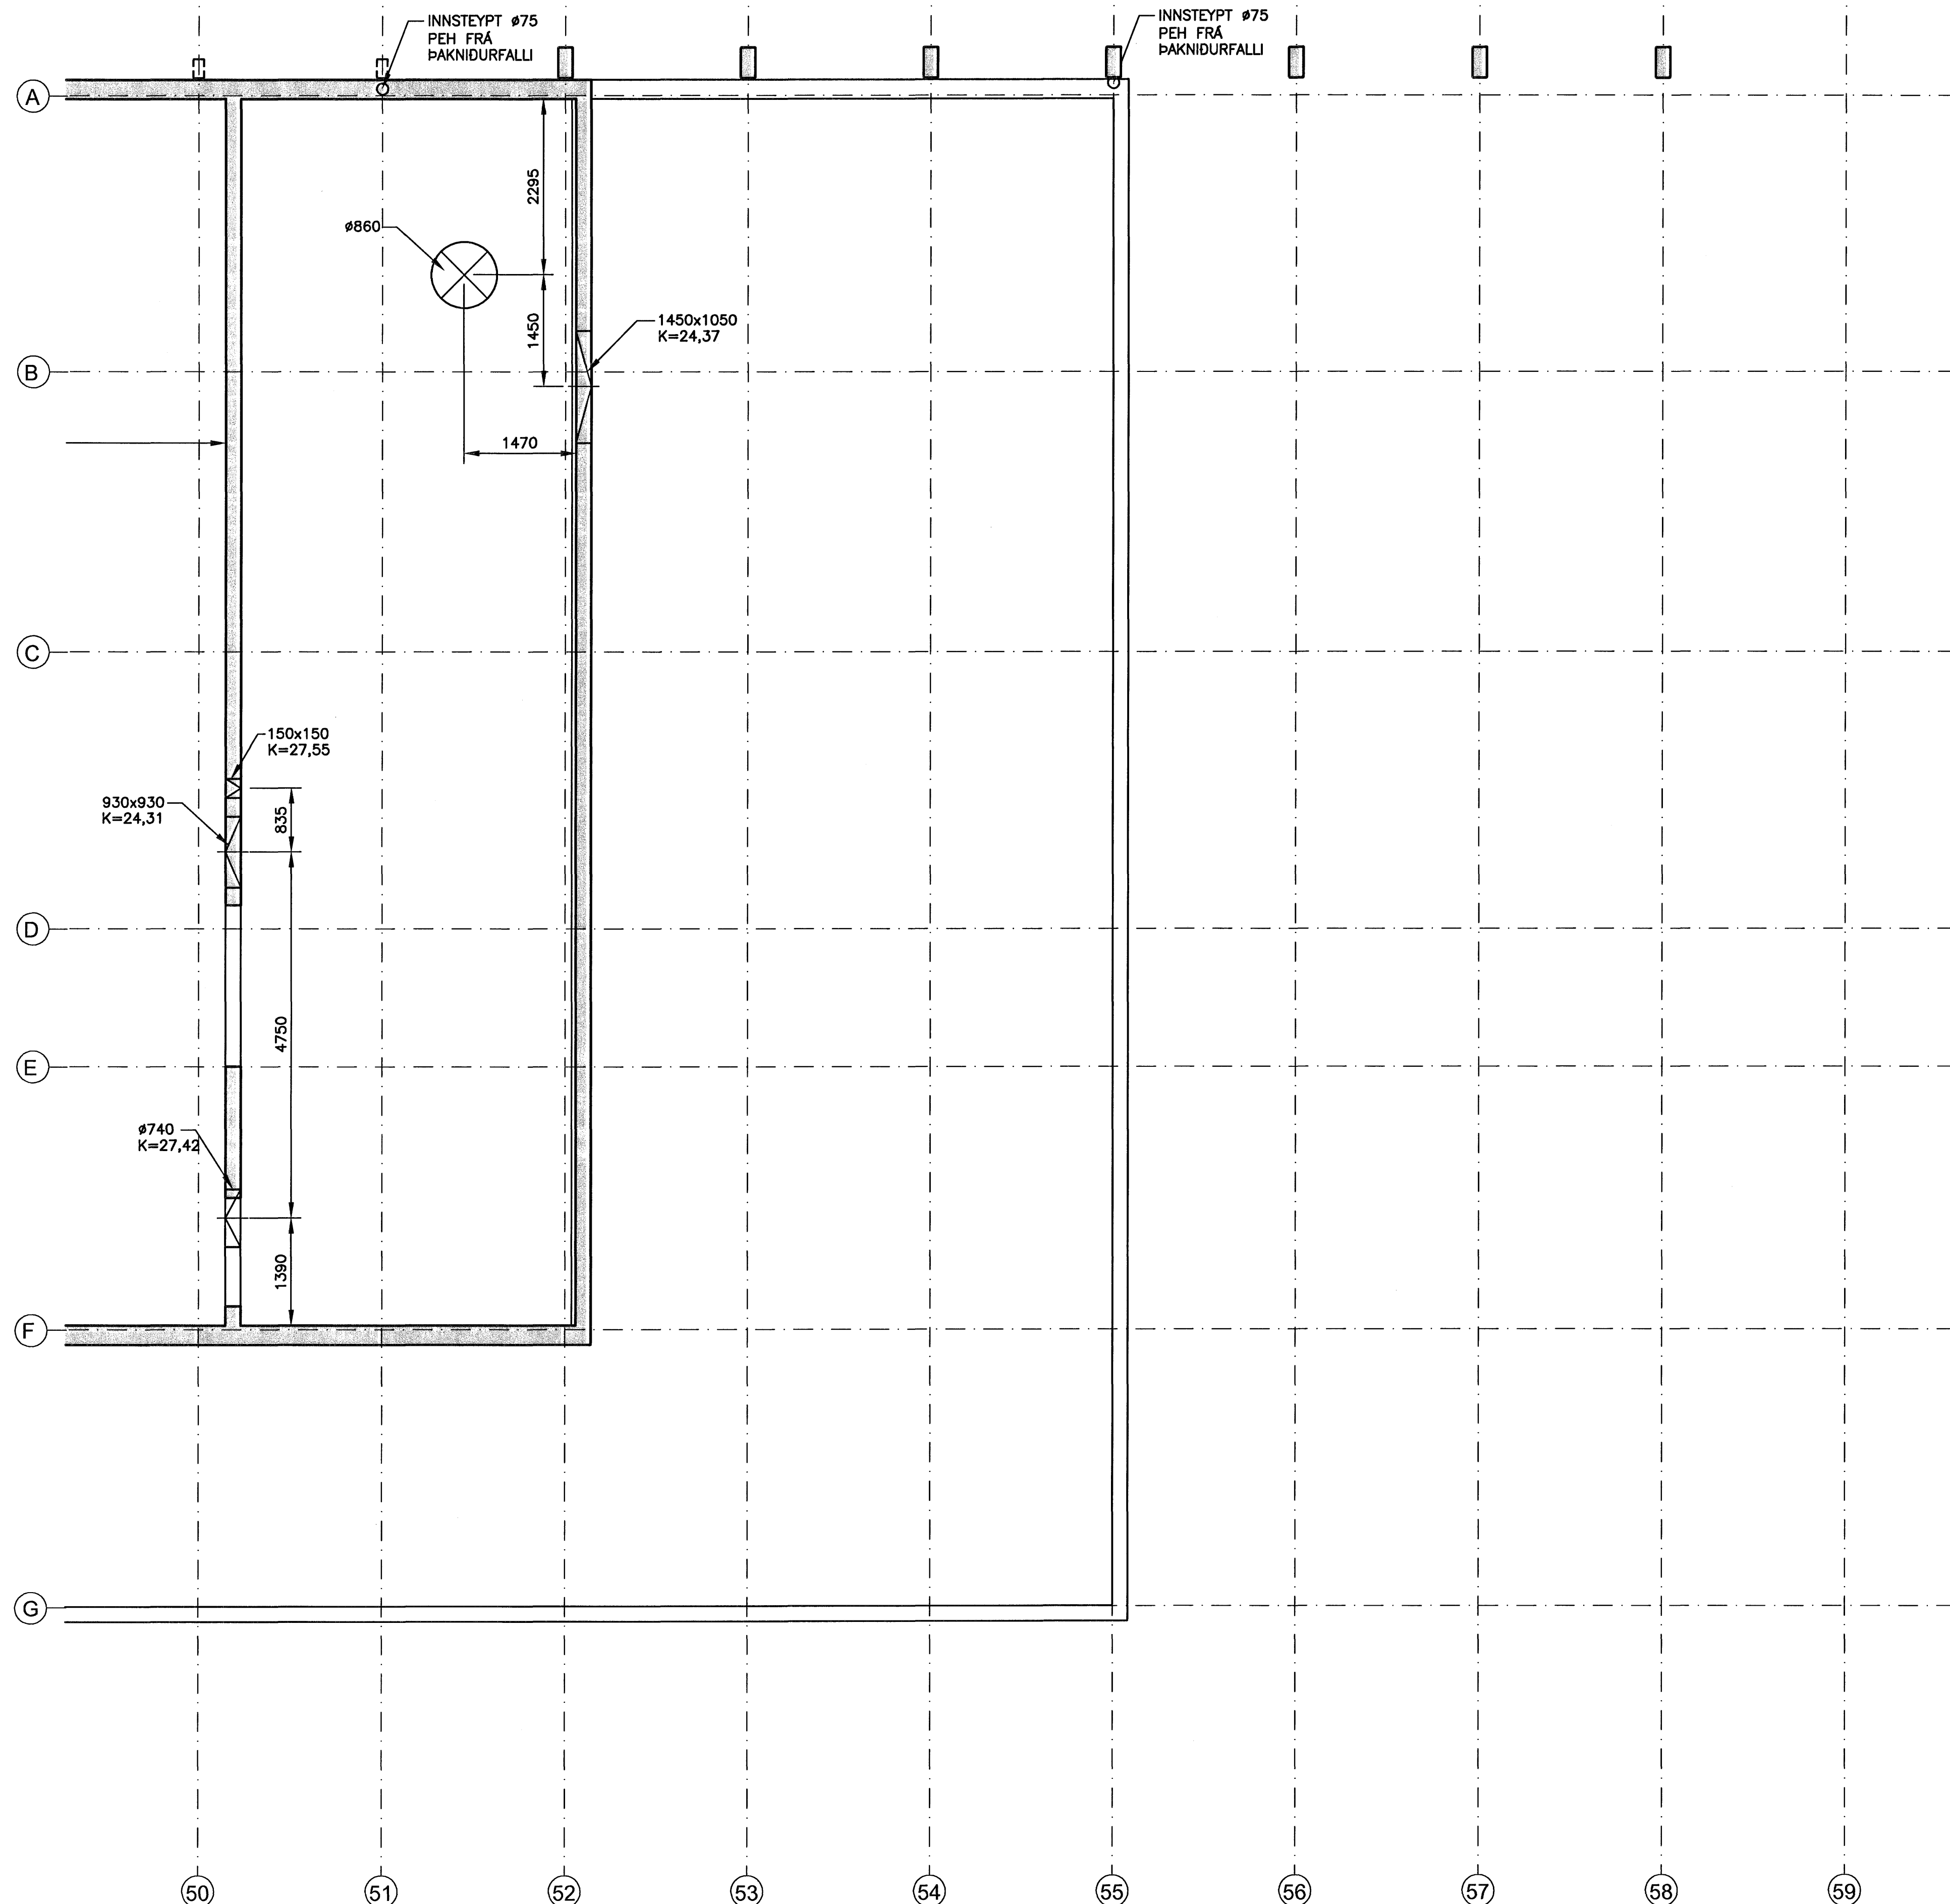 INNSTEYPT ø75
PEH FRÁ
ÞAKNIÐURFALLI
INNSTEYPT ø75
PEH FRÁ
ÞAKNIÐURFALLI
A
2295
ø860
1450
1450x1050
K=24,37
B
1470
C
150x150
K=27,55
930x930
K=24,31
835
D
4750
E
ø740
K=27,42
1390
F
G
50
51
52
53
54
55
56
57
58
59